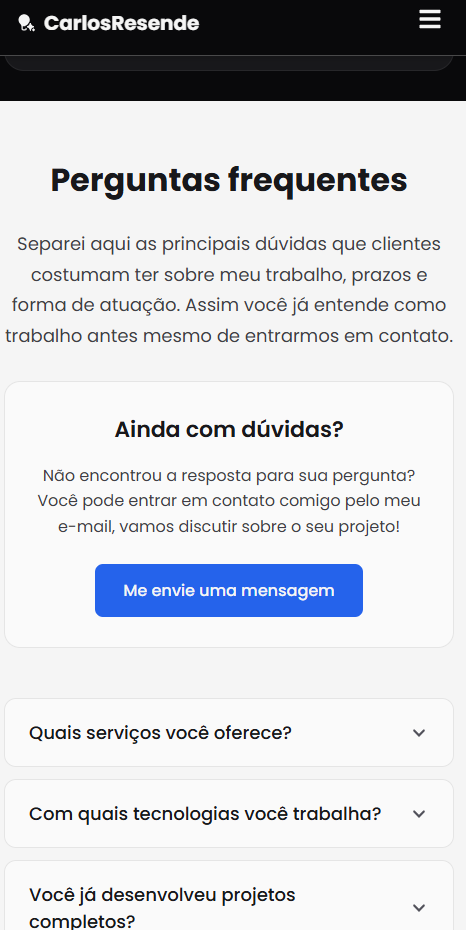 CarlosResende
Perguntas frequentes
Separei aqui as principais dúvidas que clientes
costumam ter sobre meu trabalho, prazos e
forma de atuação. Assim você já entende como
trabalho antes mesmo de entrarmos em contato.
Ainda com dúvidas?
Não encontrou a resposta para sua pergunta?
Você pode entrar em contato comigo pelo meu
e-mail, vamos discutir sobre o seu projeto!
Me envie uma mensagem
Quais serviços você oferece?
Com quais tecnologias você trabalha?
Você já desenvolveu projetos
completos?